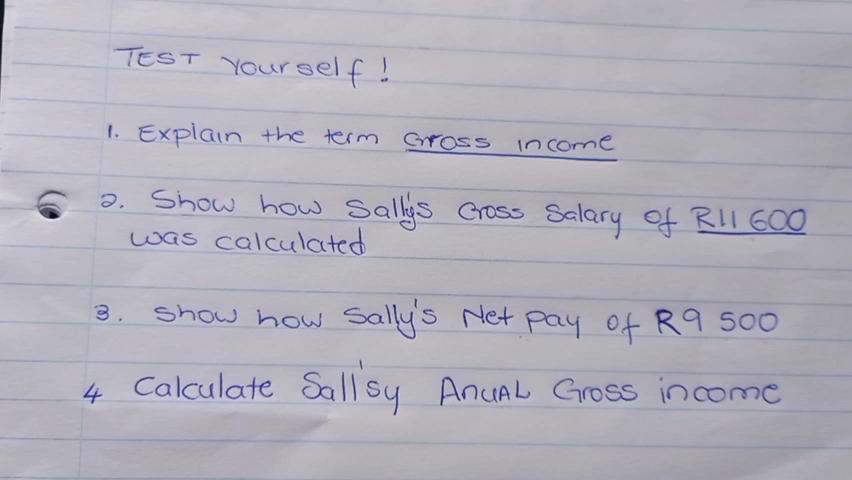 TEST Yourself!
1. Explain the term Gross income
2. Show how Sally's Gross Salary of R11 600
was calculated
3. Show how Sally's Net pay of R9 500
4 Calculate Sall'sy ANUAL Gross income